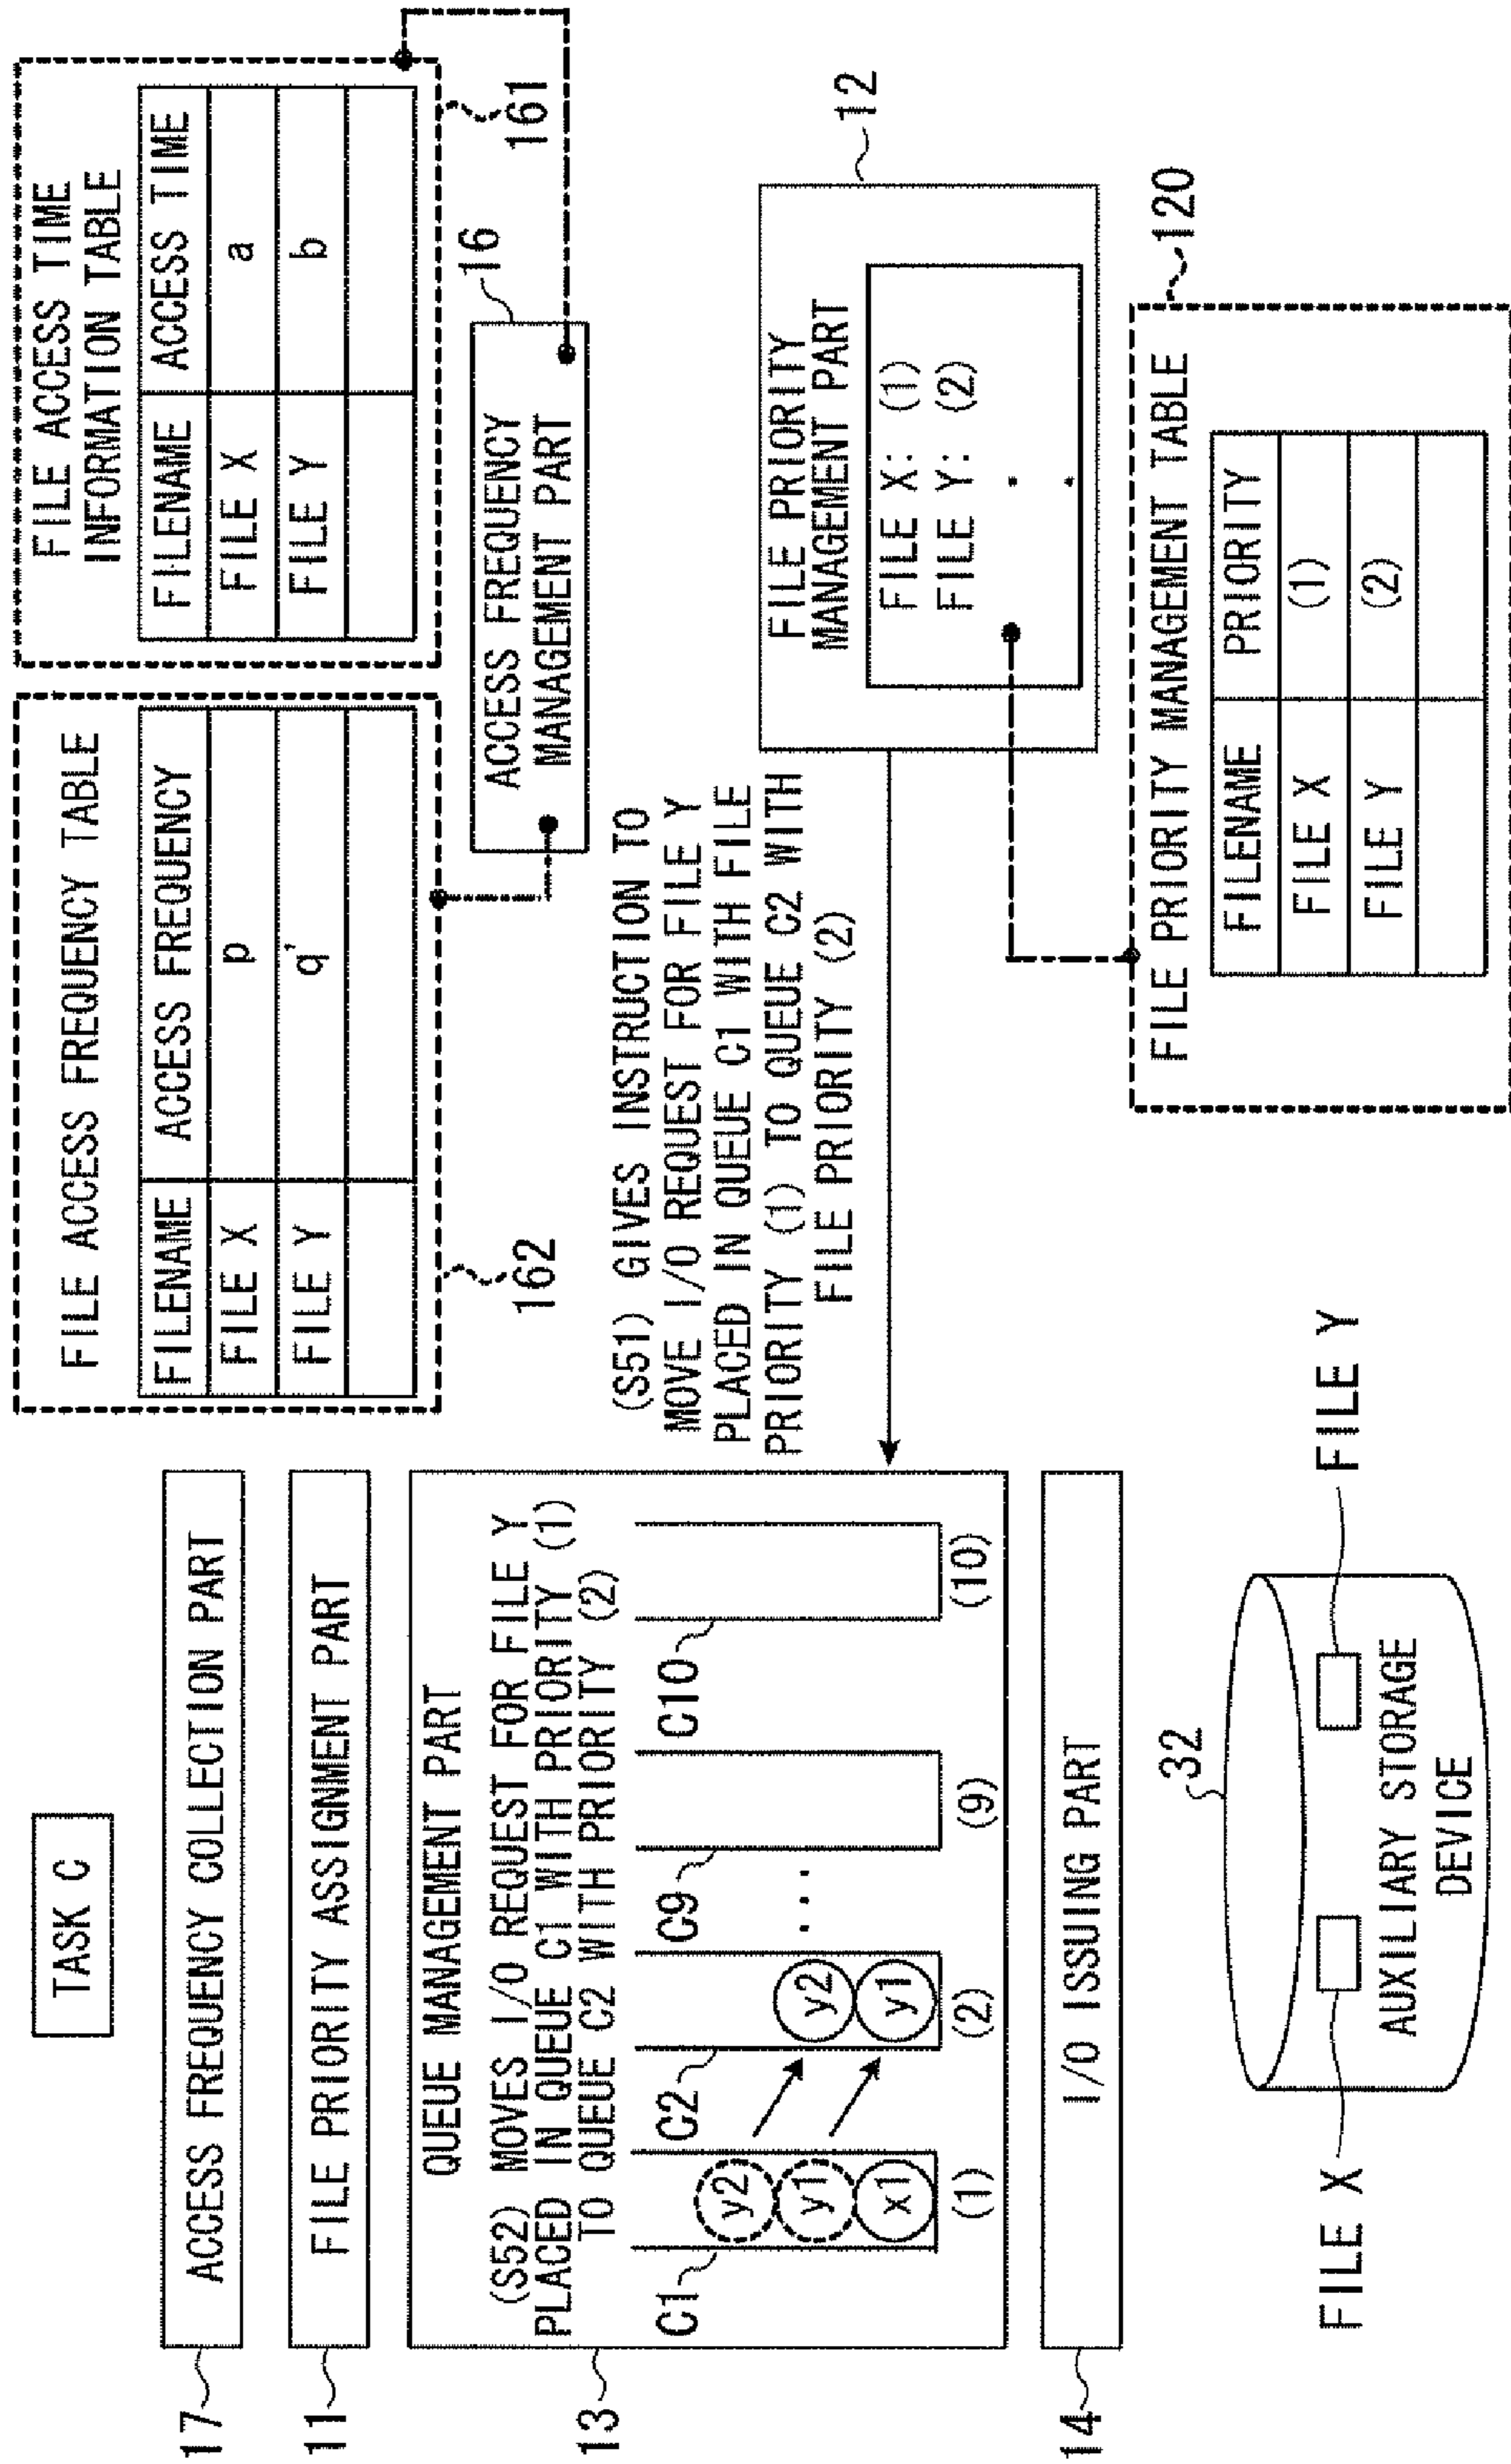 TASK C
17
ACCESS FREQUENCY COLLECTION PART
11
FILE PRIORITY ASSIGNMENT PART
13
QUEUE MANAGEMENT PART
(S52) MOVES I/O REQUEST FOR FILE Y
PLACED IN QUEUE C1 WITH PRIORITY (1)
TO QUEUE C2 WITH PRIORITY (2)
C1
C2
C9
C10
y2
y1
x1
y2
y1
...
(1)
(2)
(9)
(10)
14
I/O ISSUING PART
32
AUXILIARY STORAGE
DEVICE
FILE X
FILE Y
FILE ACCESS FREQUENCY TABLE
FILENAME ACCESS FREQUENCY
FILE X p
FILE Y q'
162
FILE ACCESS TIME
INFORMATION TABLE
FILENAME ACCESS TIME
FILE X a
FILE Y b
161
16
ACCESS FREQUENCY
MANAGEMENT PART
(S51) GIVES INSTRUCTION TO
MOVE I/O REQUEST FOR FILE Y
PLACED IN QUEUE C1 WITH FILE
PRIORITY (1) TO QUEUE C2 WITH
FILE PRIORITY (2)
12
FILE PRIORITY
MANAGEMENT PART
FILE X: (1)
FILE Y: (2)
.
.
120
FILE PRIORITY MANAGEMENT TABLE
FILENAME PRIORITY
FILE X (1)
FILE Y (2)